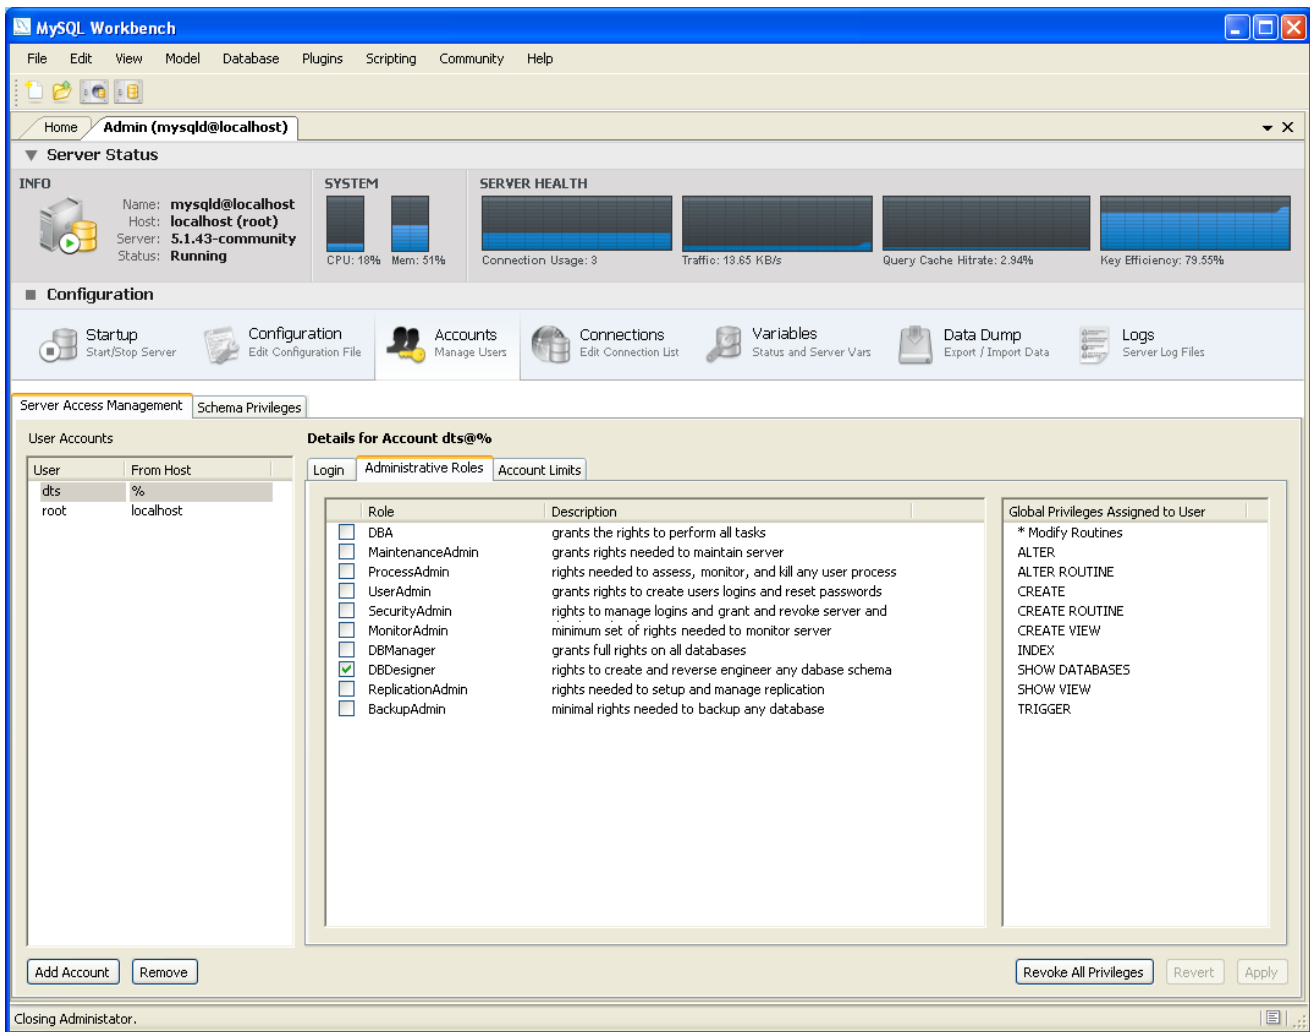 MySQL Workbench
File Edit View Model Database Plugins Scripting Community Help
Home Admin (mysqld@localhost)
Server Status
INFO SYSTEM SERVER HEALTH
Name: mysqld@localhost
Host: localhost (root)
Server: 5.1.43-community
Status: Running
CPU: 18% Mem: 51% Connection Usage: 3 Traffic: 13.65 KB/s Query Cache Hitrate: 2.94% Key Efficiency: 79.55%
Configuration
Startup Configuration Accounts Connections Variables Data Dump Logs
Start/Stop Server Edit Configuration File Manage Users Edit Connection List Status and Server Vars Export / Import Data Server Log Files
Server Access Management Schema Privileges
User Accounts
User From Host
dts %
root localhost
Add Account Remove
Details for Account dts@%
Login Administrative Roles Account Limits
Role Description
DBA grants the rights to perform all tasks
MaintenanceAdmin grants rights needed to maintain server
ProcessAdmin rights needed to assess, monitor, and kill any user process
UserAdmin grants rights to create users logins and reset passwords
SecurityAdmin rights to manage logins and grant and revoke server and
MonitorAdmin minimum set of rights needed to monitor server
DBManager grants full rights on all databases
DBDesigner rights to create and reverse engineer any dabase schema
ReplicationAdmin rights needed to setup and manage replication
BackupAdmin minimal rights needed to backup any database
Global Privileges Assigned to User
* Modify Routines
ALTER
ALTER ROUTINE
CREATE
CREATE ROUTINE
CREATE VIEW
INDEX
SHOW DATABASES
SHOW VIEW
TRIGGER
Revoke All Privileges Revert Apply
Closing Administator.